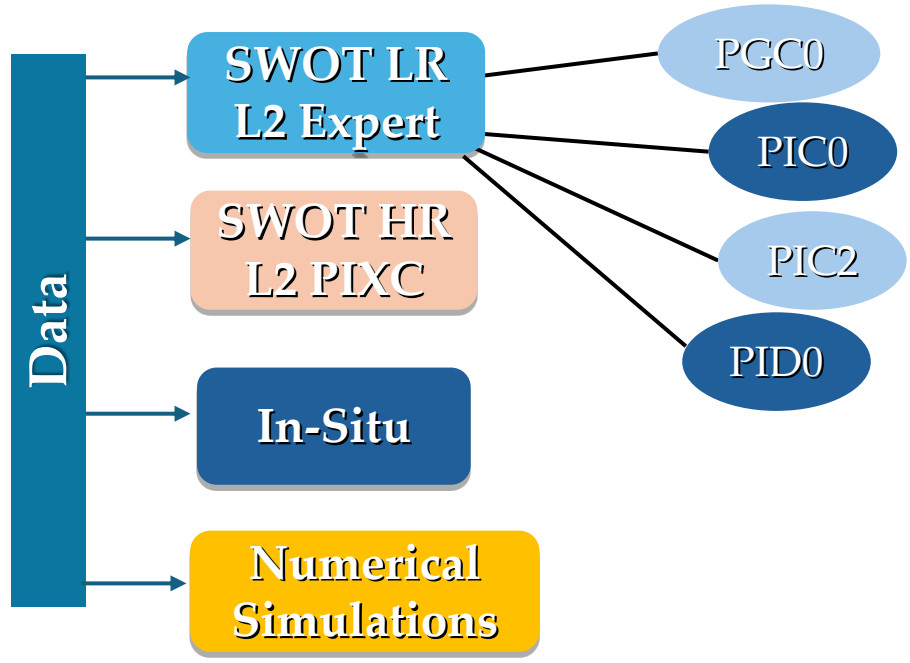 Data
SWOT LR
L2 Expert
PGC0
PIC0
PIC2
PID0
SWOT HR
L2 PIXC
In-Situ
Numerical
Simulations